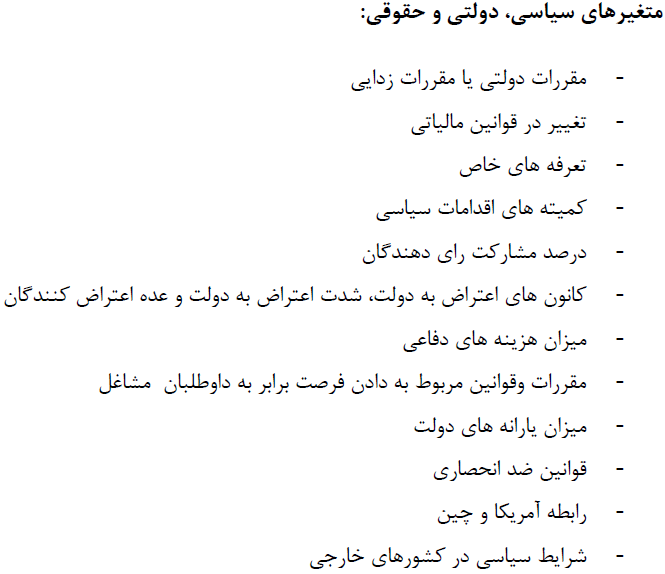 متغیرهای سیاسی، دولتی و حقوقی:
- مقررات دولتی یا مقررات زدایی
- تغییر در قوانین مالیاتی
- تعرفه های خاص
- کمیته های اقدامات سیاسی
- درصد مشارکت رای دهندگان
- کانون های اعتراض به دولت، شدت اعتراض به دولت و عده اعتراض کنندگان
- میزان هزینه های دفاعی
- مقررات وقوانین مربوط به دادن فرصت برابر به داوطلبان مشاغل
- میزان یارانه های دولت
- قوانین ضد انحصاری
- رابطه آمریکا و چین
- شرایط سیاسی در کشورهای خارجی